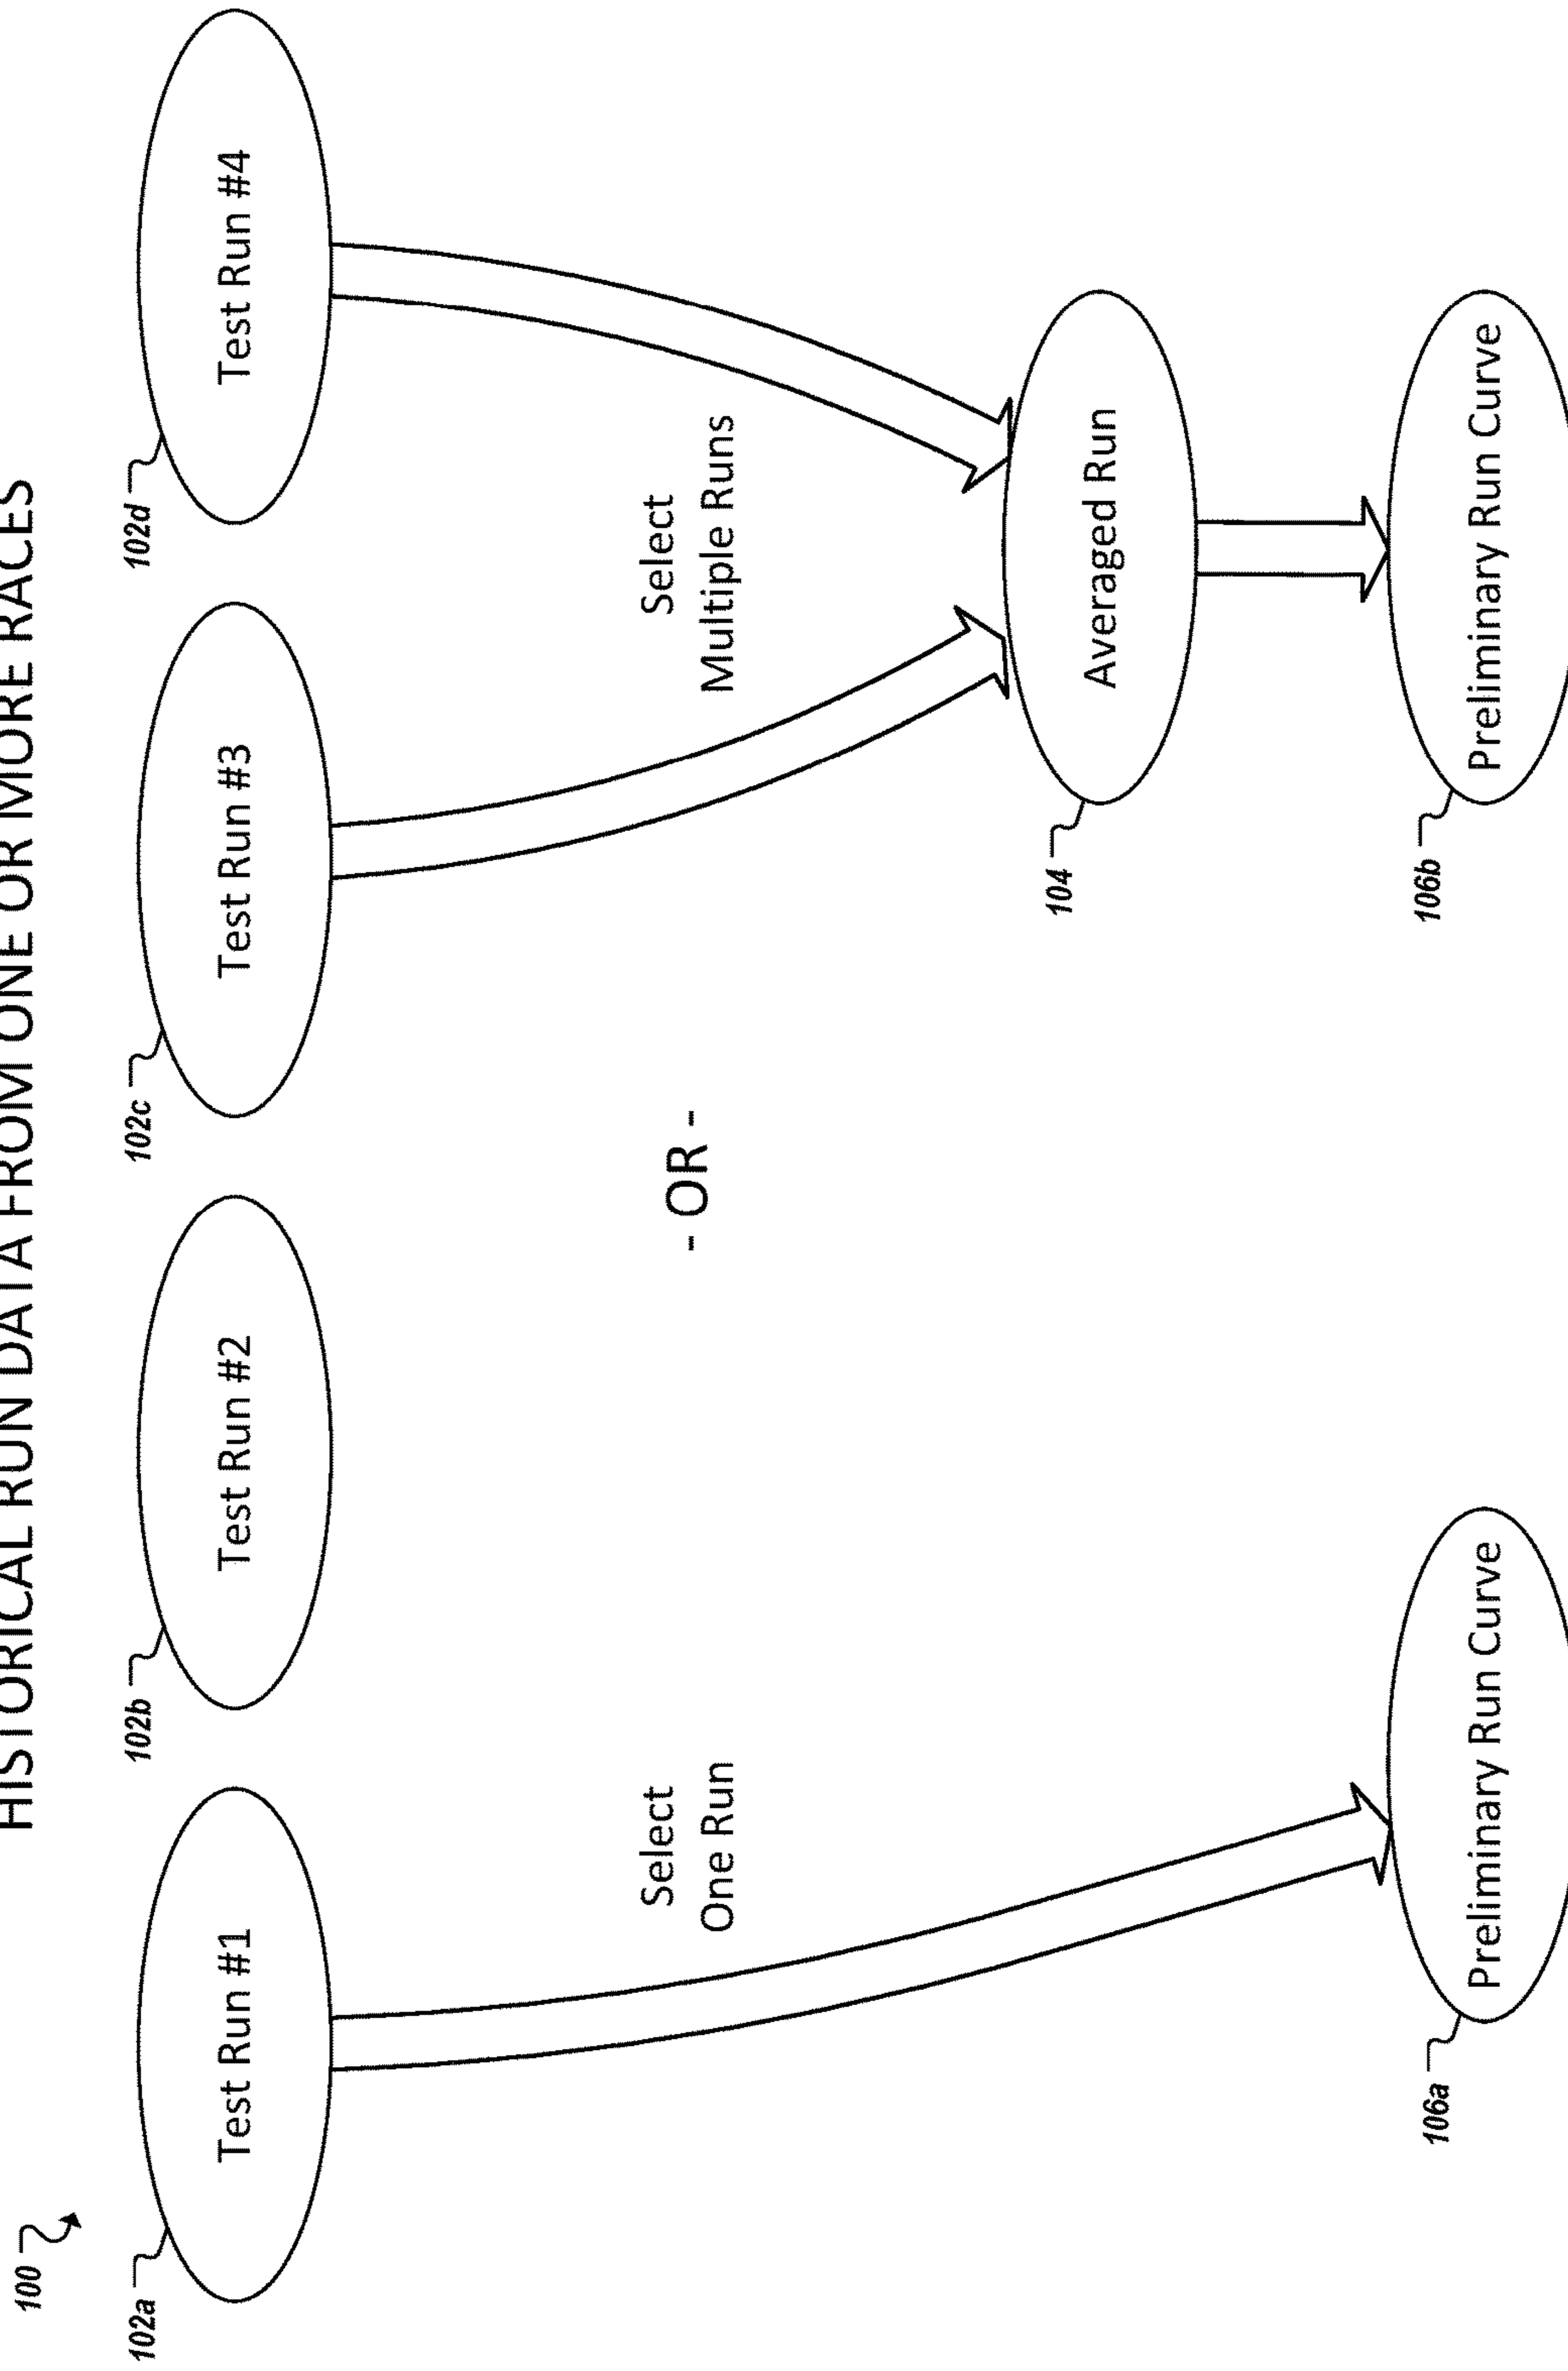 HISTORICAL RUN DATA FROM ONE OR MORE RACES
100
102a
102b
102c
102d
Test Run #1
Test Run #2
Test Run #3
Test Run #4
Select
One Run
- OR -
Select
Multiple Runs
104
Averaged Run
106a
106b
Preliminary Run Curve
Preliminary Run Curve